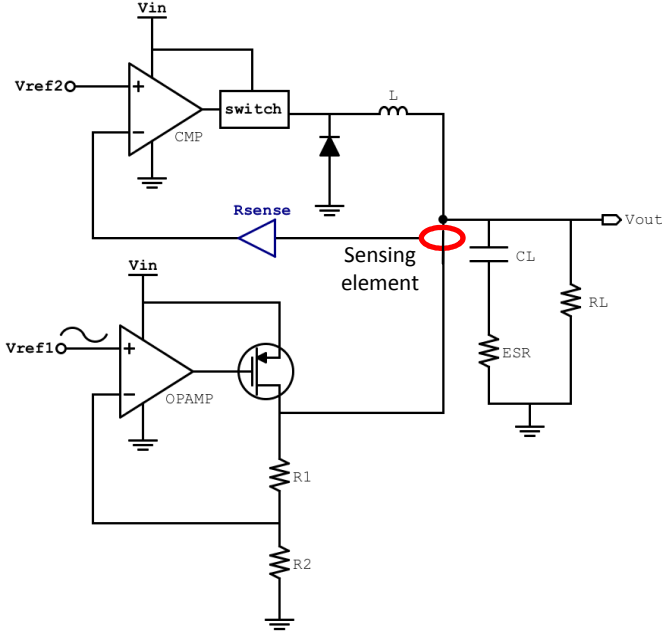 Vin
Vref2
+
−
CMP
switch
L
Rsense
Vout
Sensing
element
CL
RL
ESR
Vin
Vref1
+
−
OPAMP
R1
R2